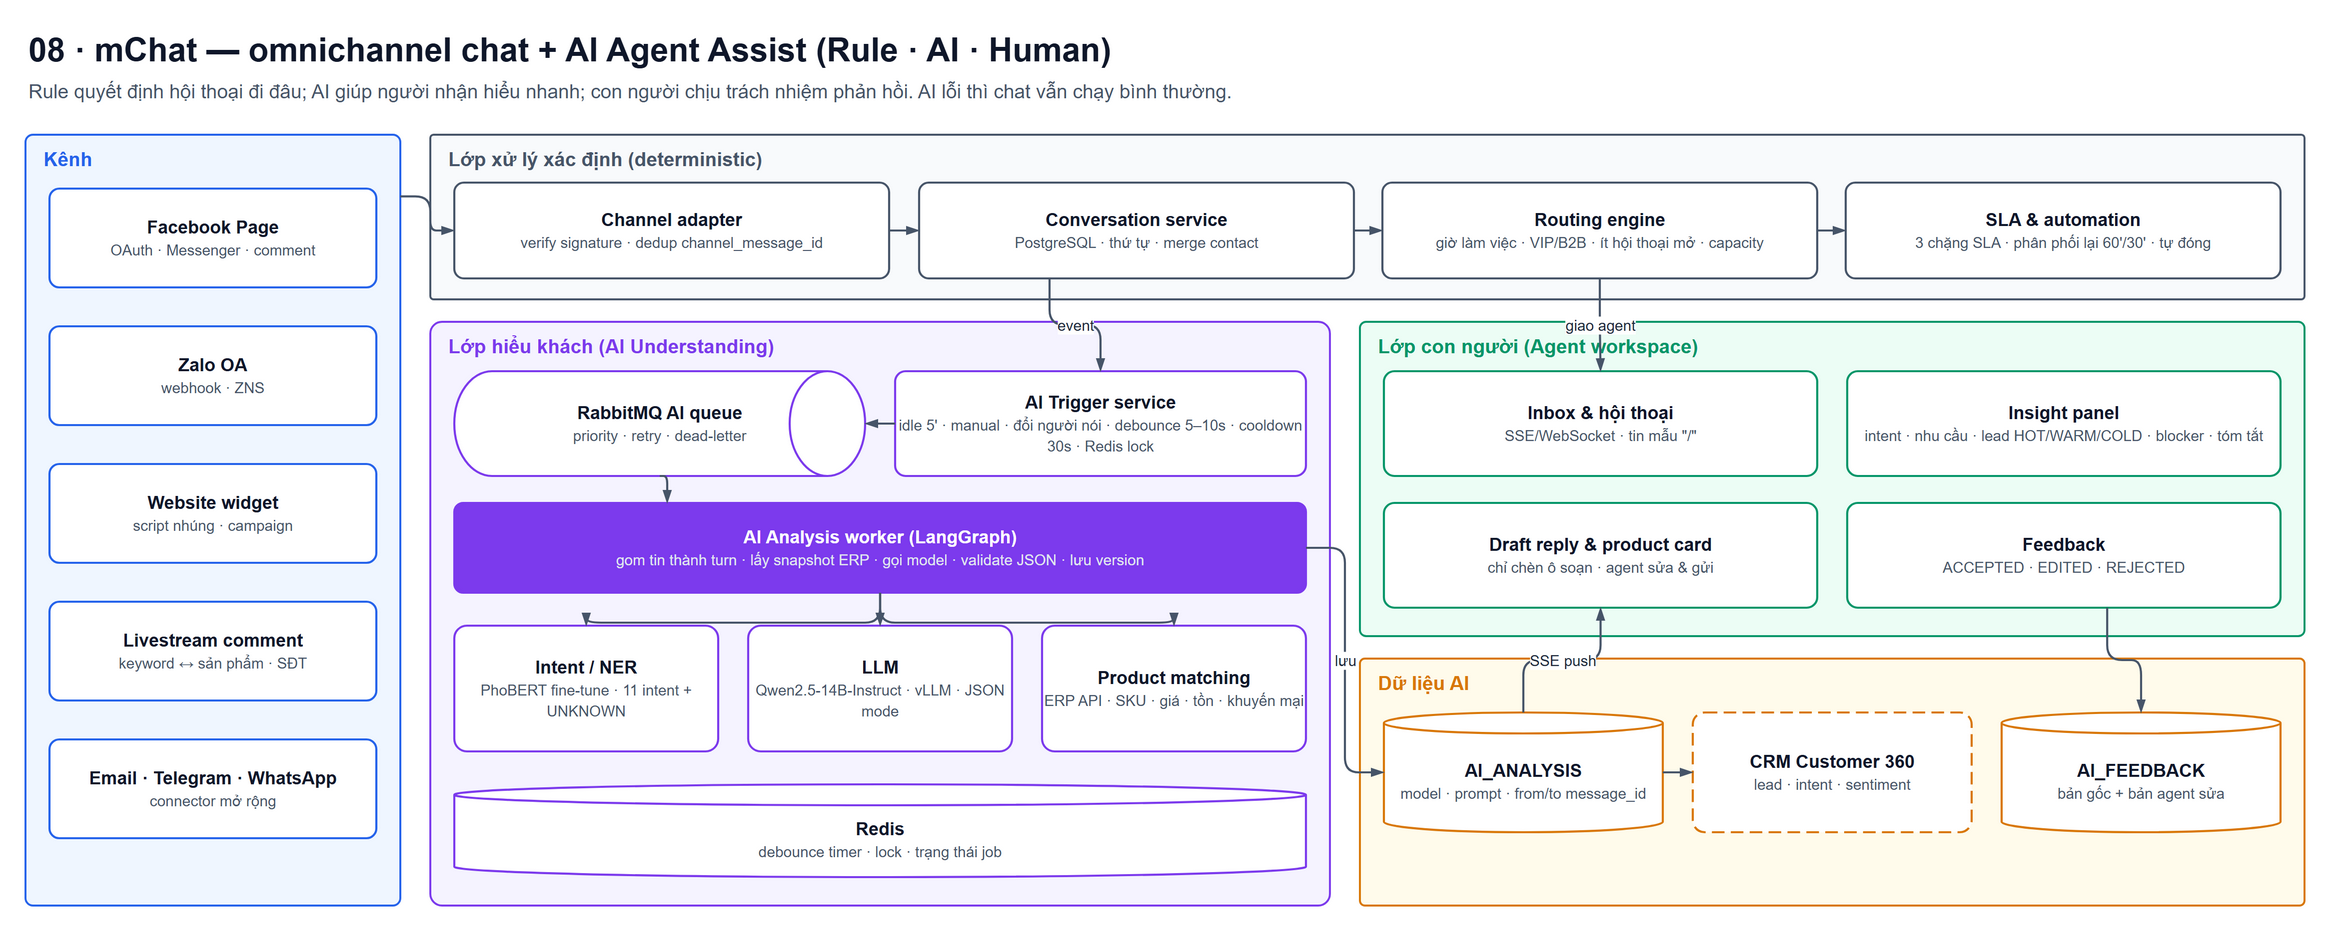 08 · mChat — omnichannel chat + AI Agent Assist (Rule · AI · Human)
Rule quyết định hội thoại đi đâu; AI giúp người nhận hiểu nhanh; con người chịu trách nhiệm phản hồi. AI lỗi thì chat vẫn chạy bình thường.
Kênh
Facebook Page
OAuth · Messenger · comment
Zalo OA
webhook · ZNS
Website widget
script nhúng · campaign
Livestream comment
keyword ↔ sản phẩm · SĐT
Email · Telegram · WhatsApp
connector mở rộng
Lớp xử lý xác định (deterministic)
Channel adapter
verify signature · dedup channel_message_id
Conversation service
PostgreSQL · thứ tự · merge contact
Routing engine
giờ làm việc · VIP/B2B · ít hội thoại mở · capacity
SLA & automation
3 chặng SLA · phân phối lại 60'/30' · tự đóng
event
giao agent
Lớp hiểu khách (AI Understanding)
RabbitMQ AI queue
priority · retry · dead-letter
AI Trigger service
idle 5' · manual · đổi người nói · debounce 5–10s · cooldown
30s · Redis lock
AI Analysis worker (LangGraph)
gom tin thành turn · lấy snapshot ERP · gọi model · validate JSON · lưu version
Intent / NER
PhoBERT fine-tune · 11 intent +
UNKNOWN
LLM
Qwen2.5-14B-Instruct · vLLM · JSON
mode
Product matching
ERP API · SKU · giá · tồn · khuyến mại
Redis
debounce timer · lock · trạng thái job
Lớp con người (Agent workspace)
Inbox & hội thoại
SSE/WebSocket · tin mẫu "/"
Insight panel
intent · nhu cầu · lead HOT/WARM/COLD · blocker · tóm tắt
Draft reply & product card
chỉ chèn ô soạn · agent sửa & gửi
Feedback
ACCEPTED · EDITED · REJECTED
lưu
SSE push
Dữ liệu AI
AI_ANALYSIS
model · prompt · from/to message_id
CRM Customer 360
lead · intent · sentiment
AI_FEEDBACK
bản gốc + bản agent sửa